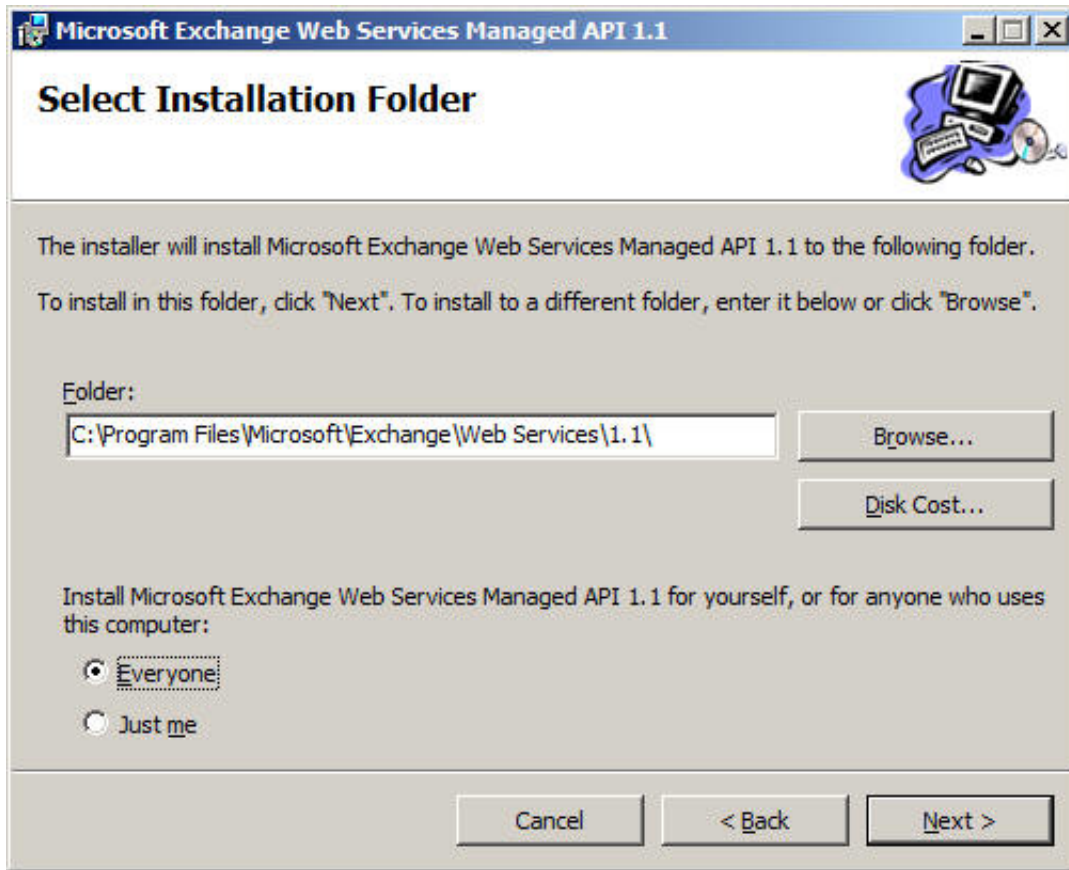 Microsoft Exchange Web Services Managed API 1.1
Select Installation Folder
The installer will install Microsoft Exchange Web Services Managed API 1.1 to the following folder.
To install in this folder, click "Next". To install to a different folder, enter it below or click "Browse".
Folder:
C:\Program Files\Microsoft\Exchange\Web Services\1.1\
Browse...
Disk Cost...
Install Microsoft Exchange Web Services Managed API 1.1 for yourself, or for anyone who uses
this computer:
Everyone
Just me
Cancel
< Back
Next >